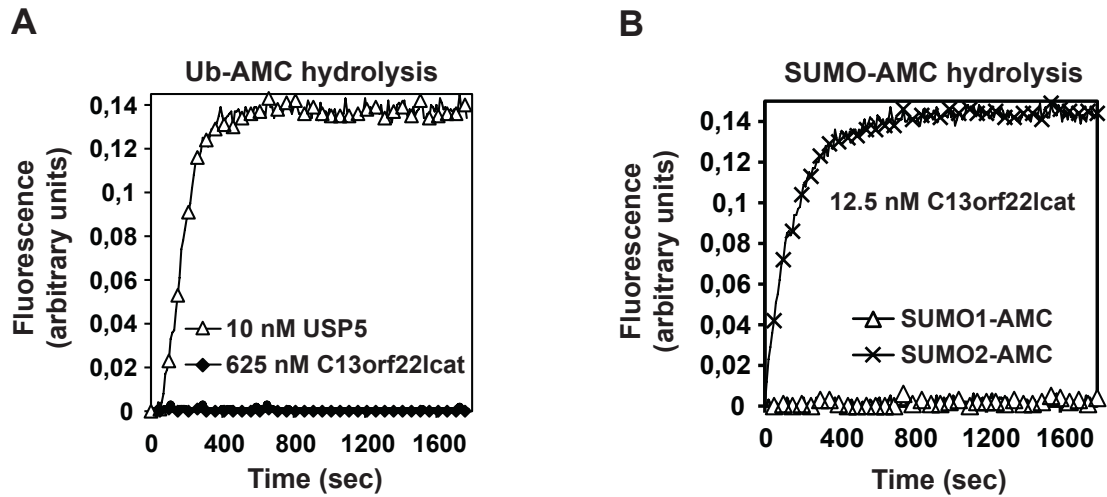 A
Ub-AMC hydrolysis
Fluorescence
(arbitrary units)
0,14
0,12
0,1
0,08
0,06
0,04
0,02
0
10 nM USP5
625 nM C13orf22lcat
0 400 800 1200 1600
Time (sec)
B
SUMO-AMC hydrolysis
Fluorescence
(arbitrary units)
0,14
0,12
0,1
0,08
0,06
0,04
0,02
0
12.5 nM C13orf22lcat
SUMO1-AMC
SUMO2-AMC
0 400 800 1200 1600
Time (sec)